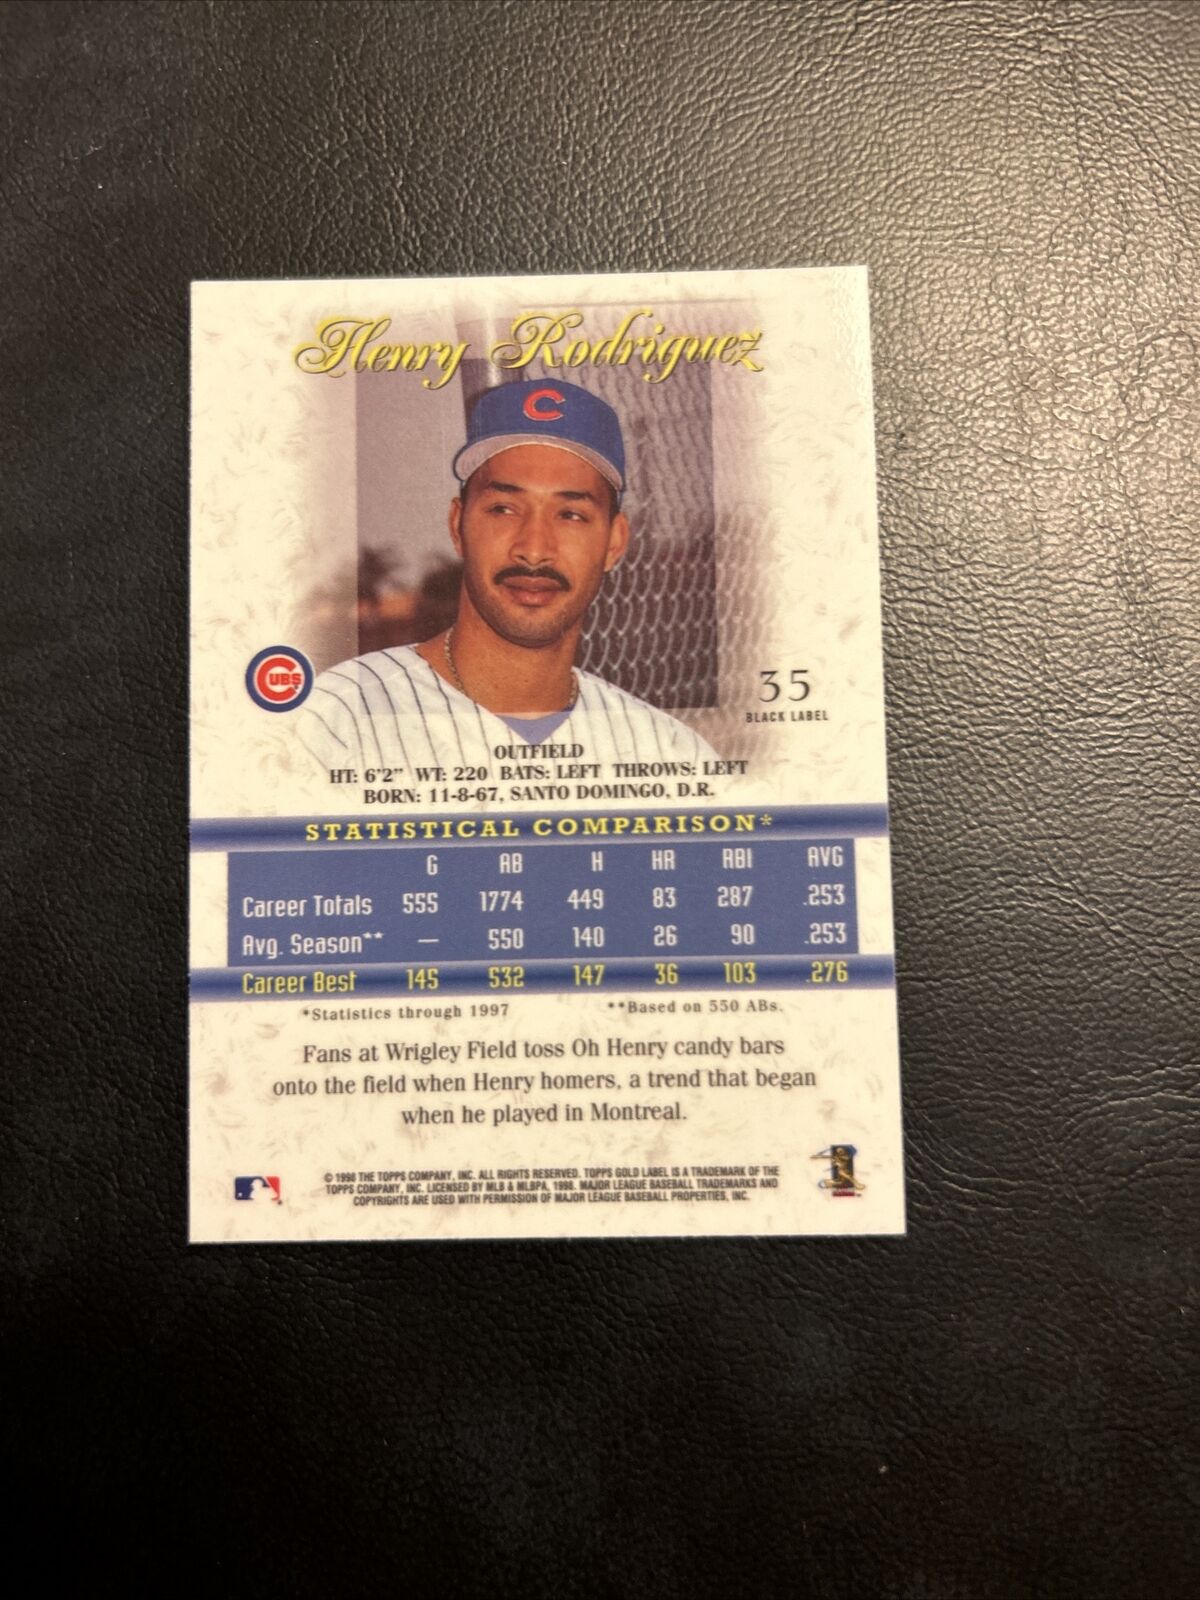 Henry Rodriguez
C
CUBS
35
BLACK LABEL
OUTFIELD
HT: 6'2" WT: 220 BATS: LEFT THROWS: LEFT
BORN: 11-8-67, SANTO DOMINGO, D.R.
STATISTICAL COMPARISON*
G AB H HR RBI AVG
Career Totals 555 1774 449 83 287 .253
Avg. Season** — 550 140 26 90 .253
Career Best 145 532 147 36 103 .276
*Statistics through 1997 **Based on 550 ABs.
Fans at Wrigley Field toss Oh Henry candy bars
onto the field when Henry homers, a trend that began
when he played in Montreal.
© 1998 THE TOPPS COMPANY, INC. ALL RIGHTS RESERVED. TOPPS GOLD LABEL IS A TRADEMARK OF THE
TOPPS COMPANY, INC. LICENSED BY MLB & MLBPA, 1998. MAJOR LEAGUE BASEBALL TRADEMARKS AND
COPYRIGHTS ARE USED WITH PERMISSION OF MAJOR LEAGUE BASEBALL PROPERTIES, INC.